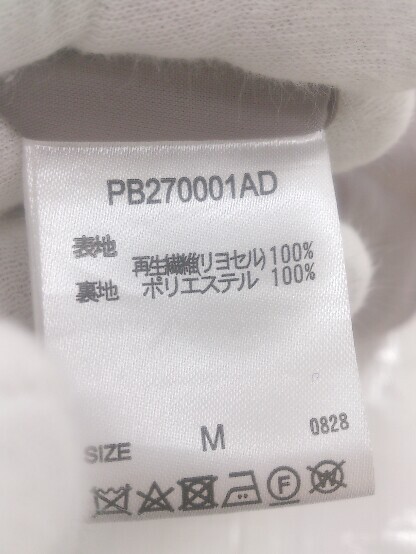 PB270001AD
表地 再生繊維(リヨセル)100%
裏地 ポリエステル 100%
SIZE M 0828
F W